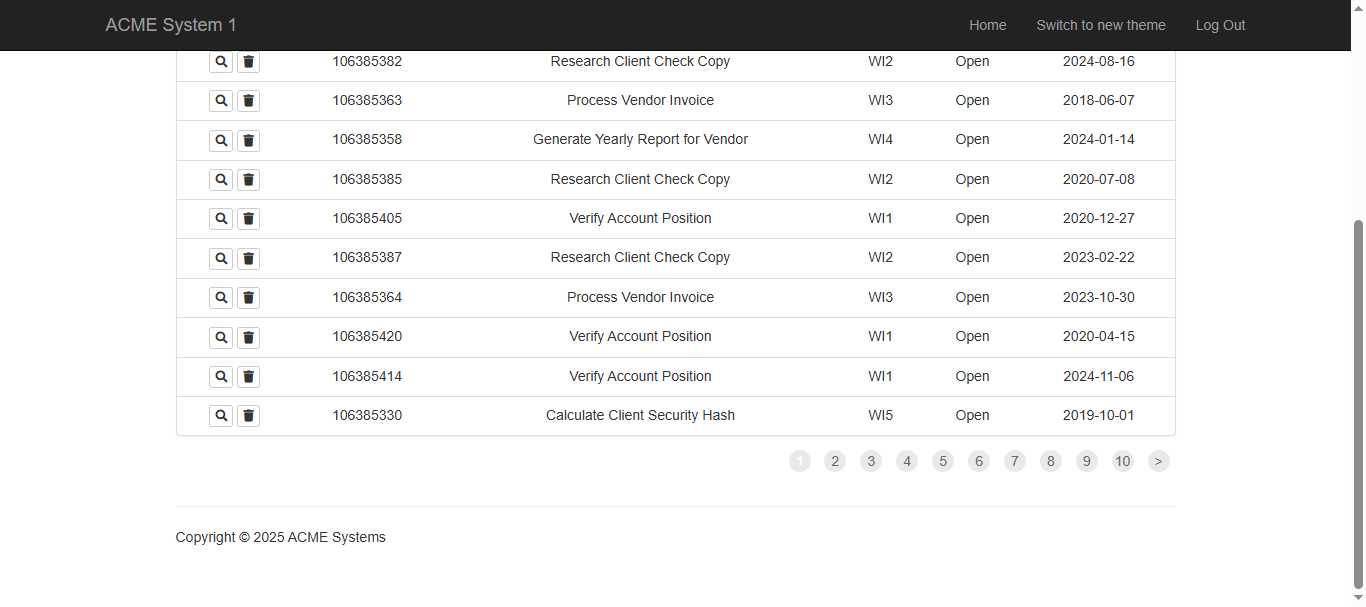 ACME System 1 Home Switch to new theme Log Out
106385382 Research Client Check Copy WI2 Open 2024-08-16
106385363 Process Vendor Invoice WI3 Open 2018-06-07
106385358 Generate Yearly Report for Vendor WI4 Open 2024-01-14
106385385 Research Client Check Copy WI2 Open 2020-07-08
106385405 Verify Account Position WI1 Open 2020-12-27
106385387 Research Client Check Copy WI2 Open 2023-02-22
106385364 Process Vendor Invoice WI3 Open 2023-10-30
106385420 Verify Account Position WI1 Open 2020-04-15
106385414 Verify Account Position WI1 Open 2024-11-06
106385330 Calculate Client Security Hash WI5 Open 2019-10-01
1 2 3 4 5 6 7 8 9 10 >
Copyright © 2025 ACME Systems